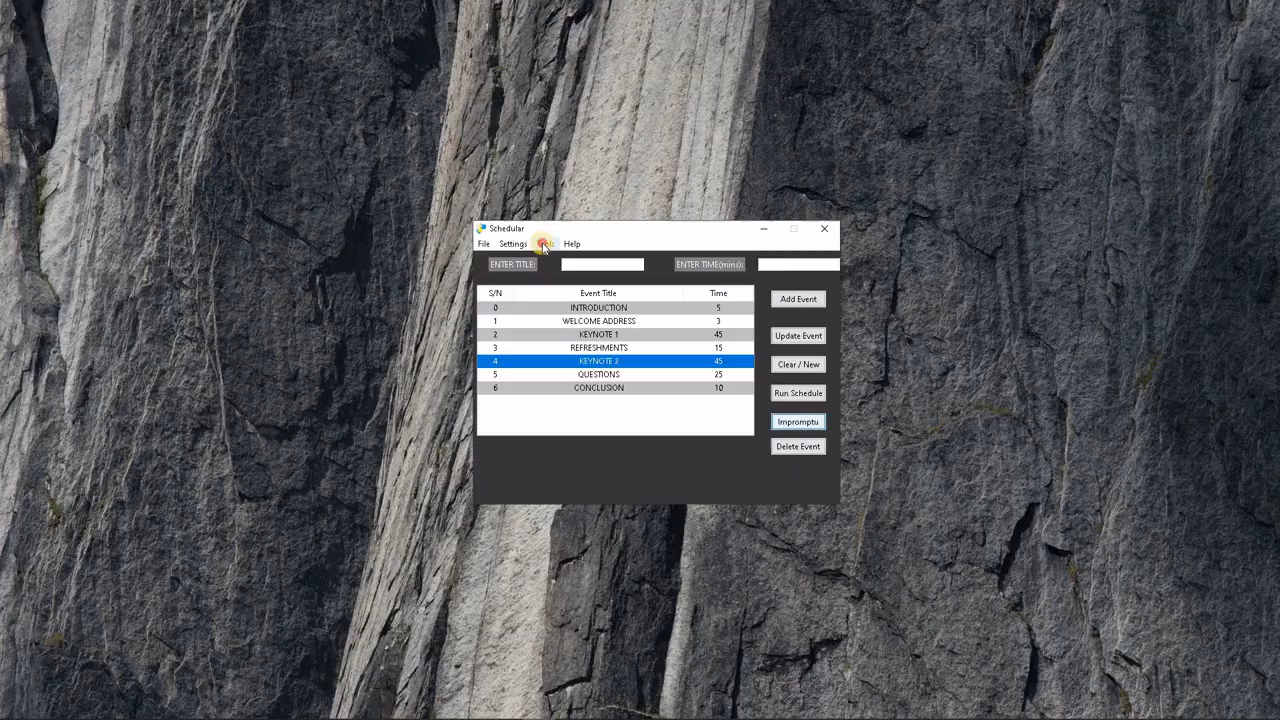 Schedular
File Settings Tools Help
ENTER TITLE: ENTER TIME(mins):
S/N Event Title Time
0 INTRODUCTION 5
1 WELCOME ADDRESS 3
2 KEYNOTE 1 45
3 REFRESHMENTS 15
4 KEYNOTE 2 45
5 QUESTIONS 25
6 CONCLUSION 10
Add Event
Update Event
Clear / New
Run Schedule
Impromptu
Delete Event